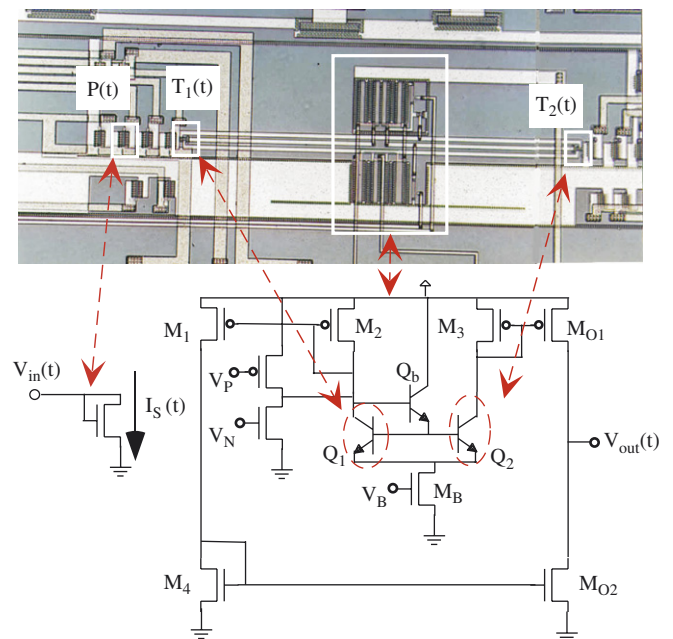 P(t)
T1(t)
T2(t)
M1
M2
M3
MO1
Vin(t)
IS(t)
VP
VN
Qb
Q1
Q2
Vout(t)
VB
MB
M4
MO2